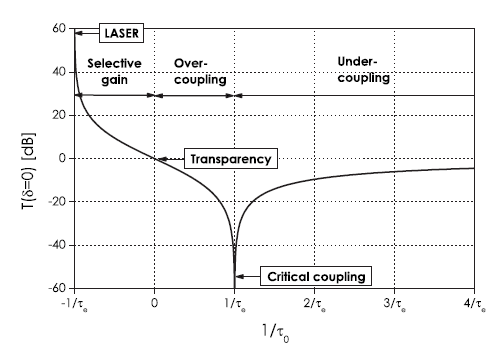 60
LASER
40
Selective
gain
Over-
coupling
Under-
coupling
20
0
Transparency
-20
-40
Critical coupling
-60
T(δ=0) [dB]
-1/τe
0
1/τe
2/τe
3/τe
4/τe
1/τ0